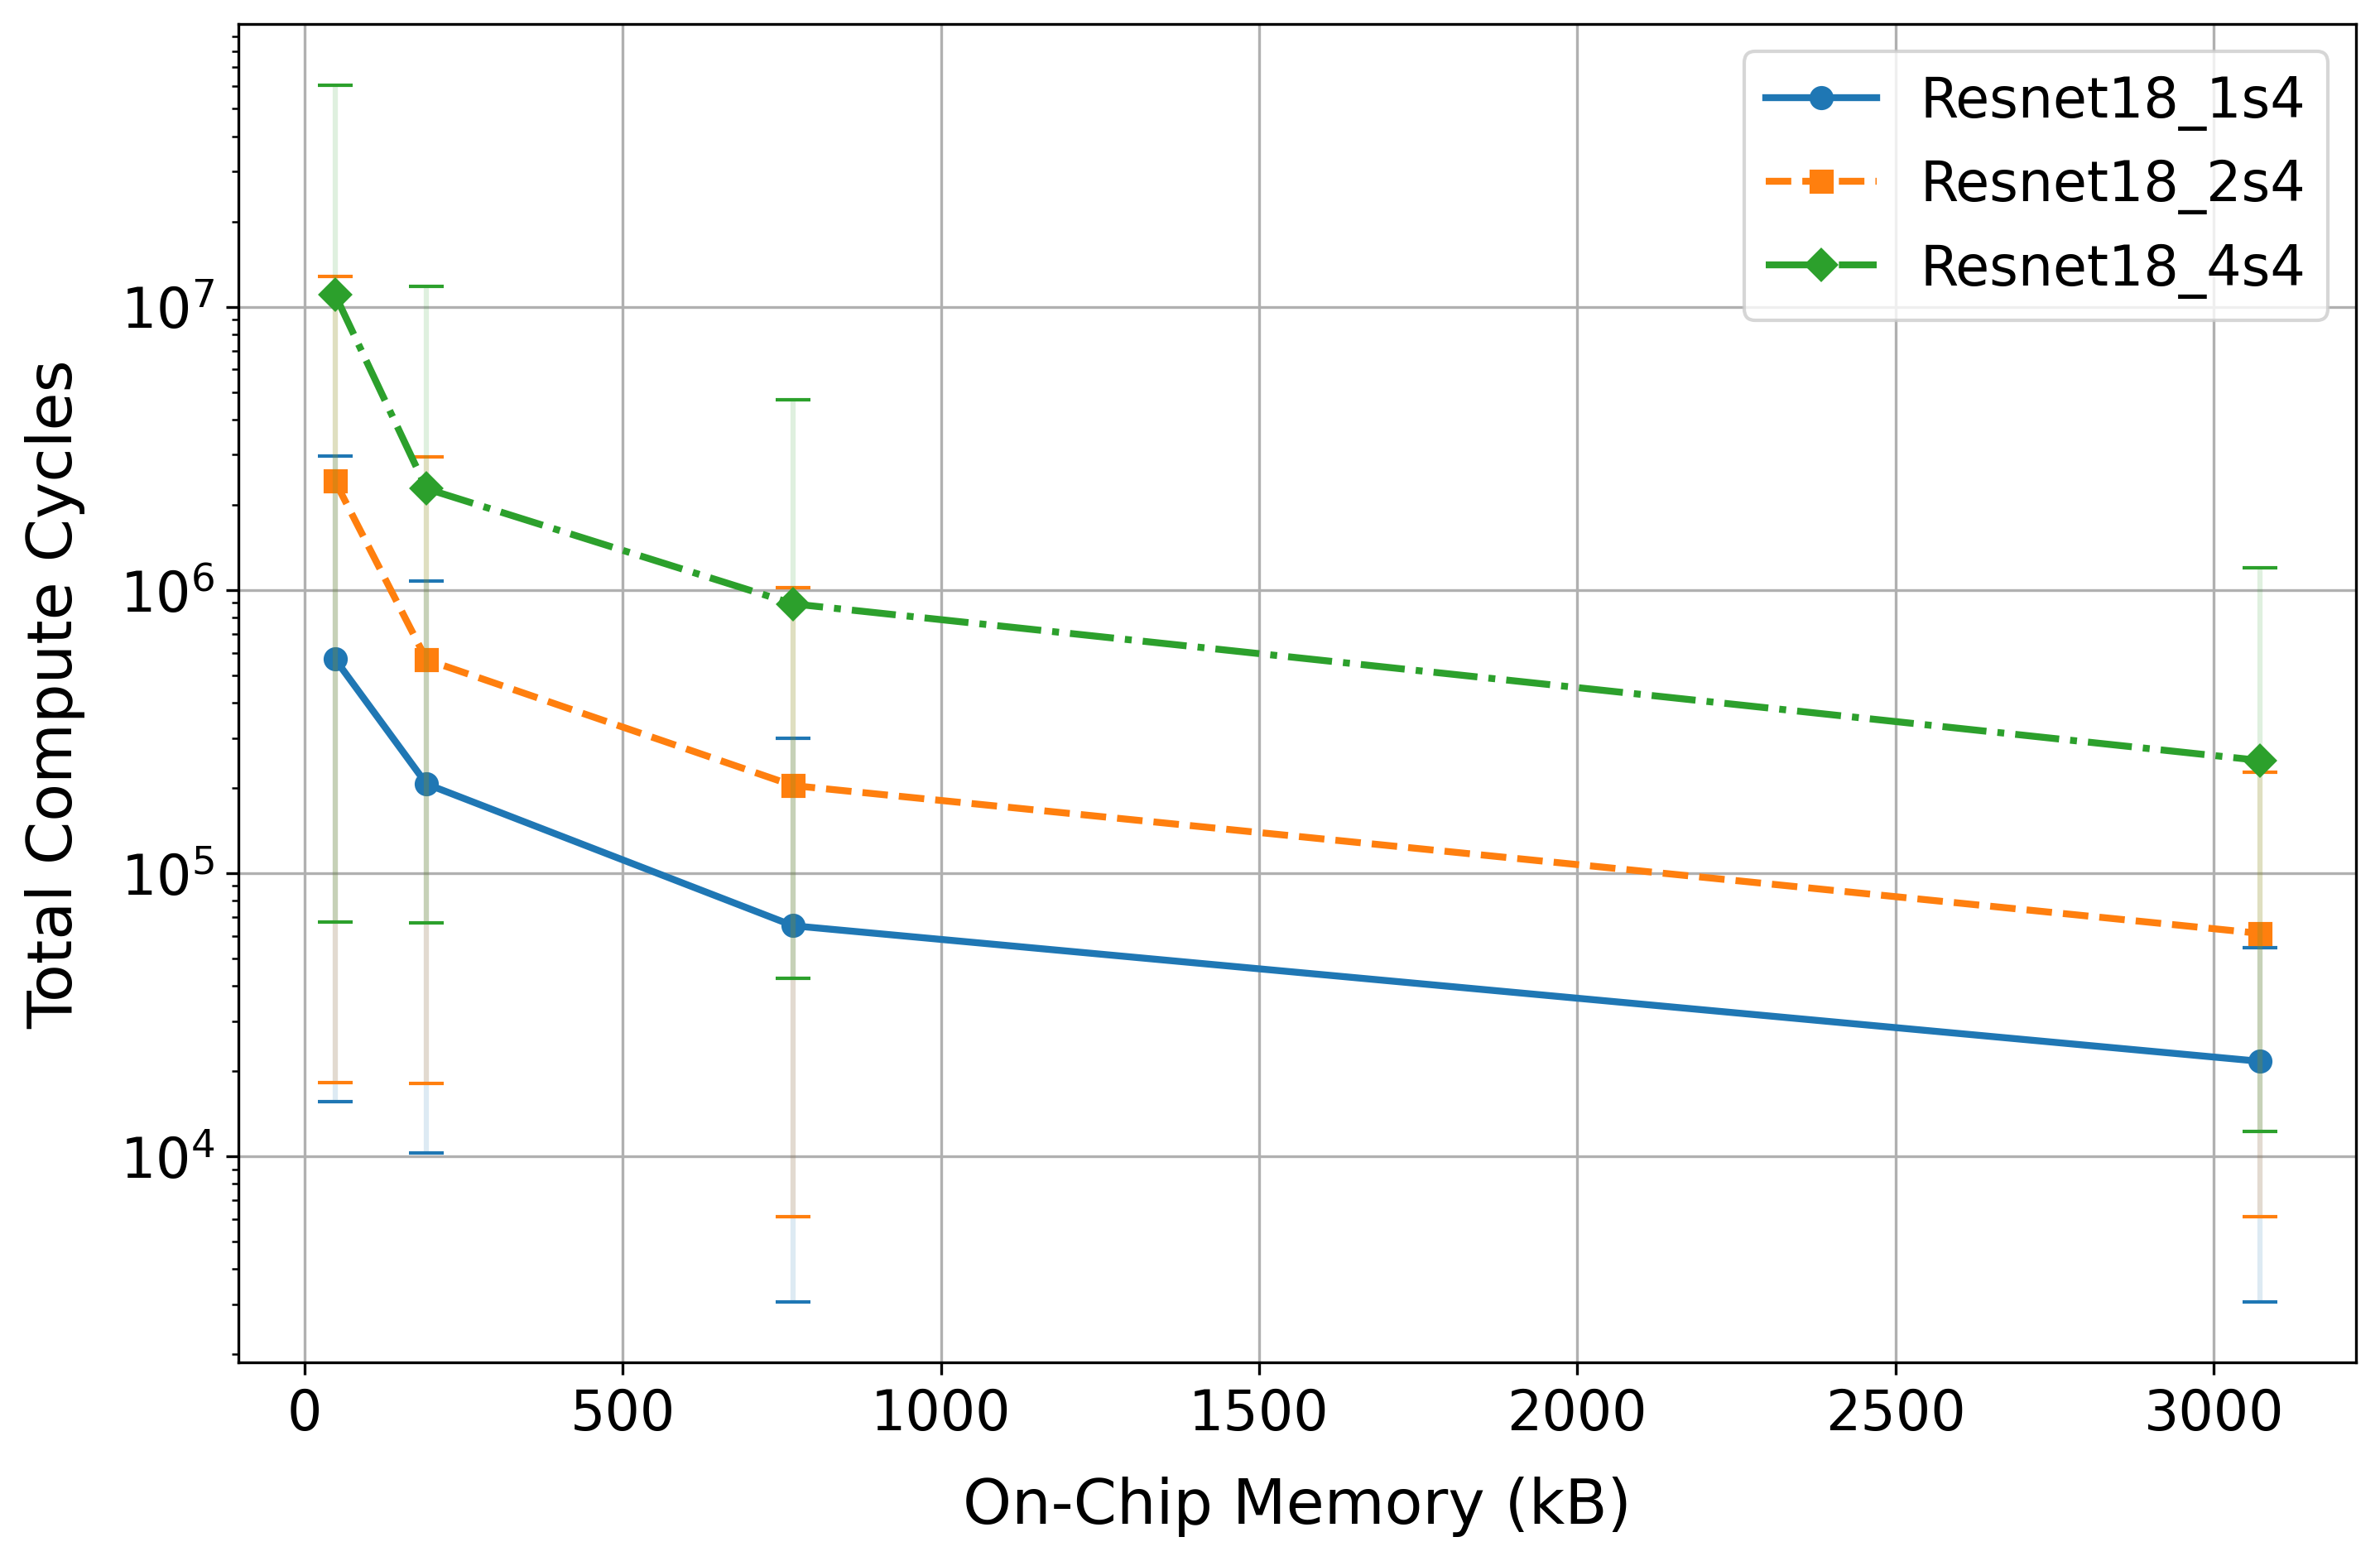 Resnet18_1s4
Resnet18_2s4
Resnet18_4s4
Total Compute Cycles
10⁷
10⁶
10⁵
10⁴
0 500 1000 1500 2000 2500 3000
On-Chip Memory (kB)